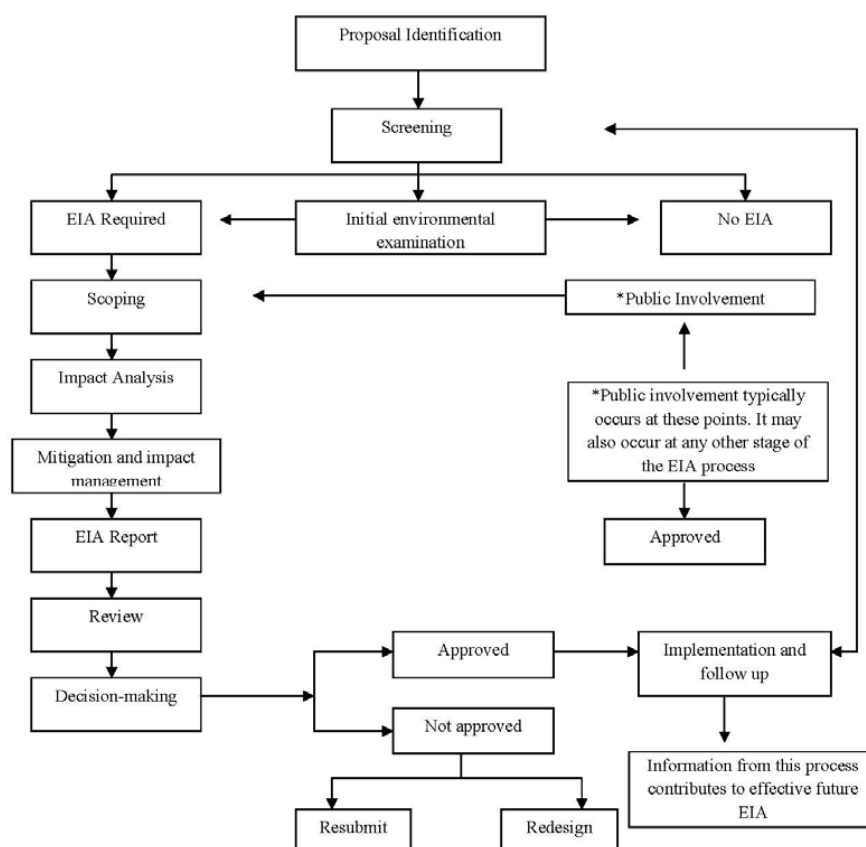 Proposal Identification
Screening
EIA Required
Initial environmental
examination
No EIA
Scoping
*Public Involvement
Impact Analysis
*Public involvement typically
occurs at these points. It may
also occur at any other stage of
the EIA process
Mitigation and impact
management
EIA Report
Approved
Review
Approved
Implementation and
follow up
Decision-making
Not approved
Information from this process
contributes to effective future
EIA
Resubmit
Redesign